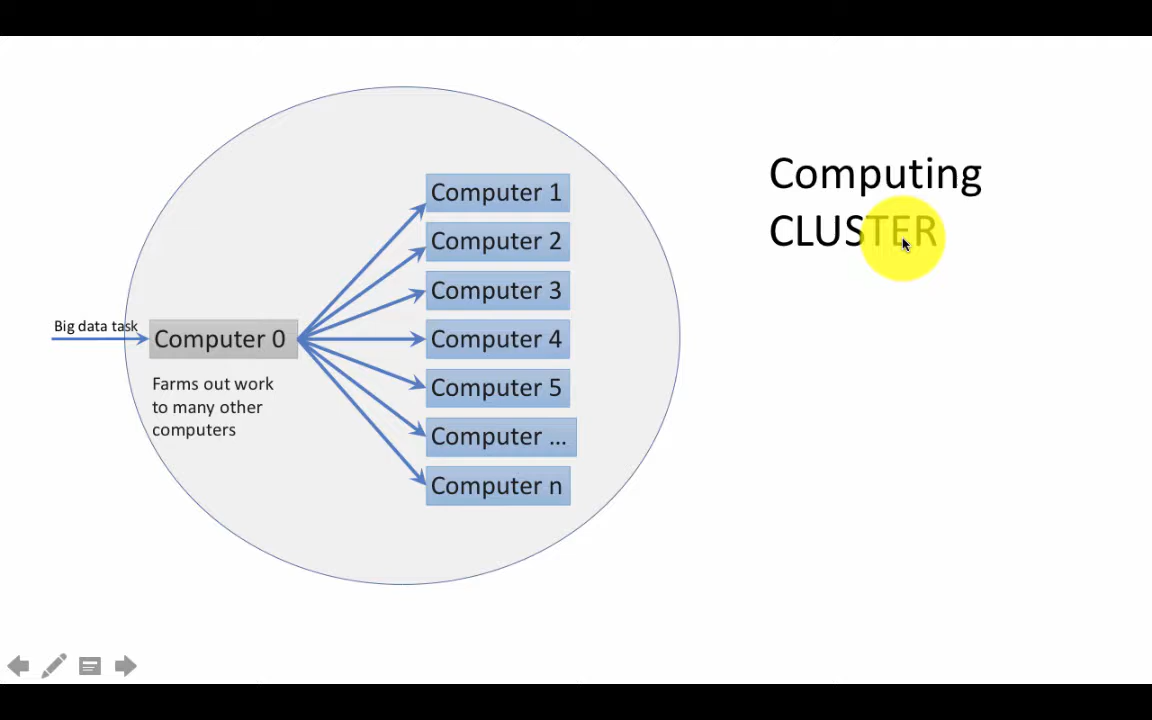 Computing
CLUSTER
Computer 1
Computer 2
Computer 3
Big data task
Computer 0
Computer 4
Farms out work
to many other
computers
Computer 5
Computer ...
Computer n